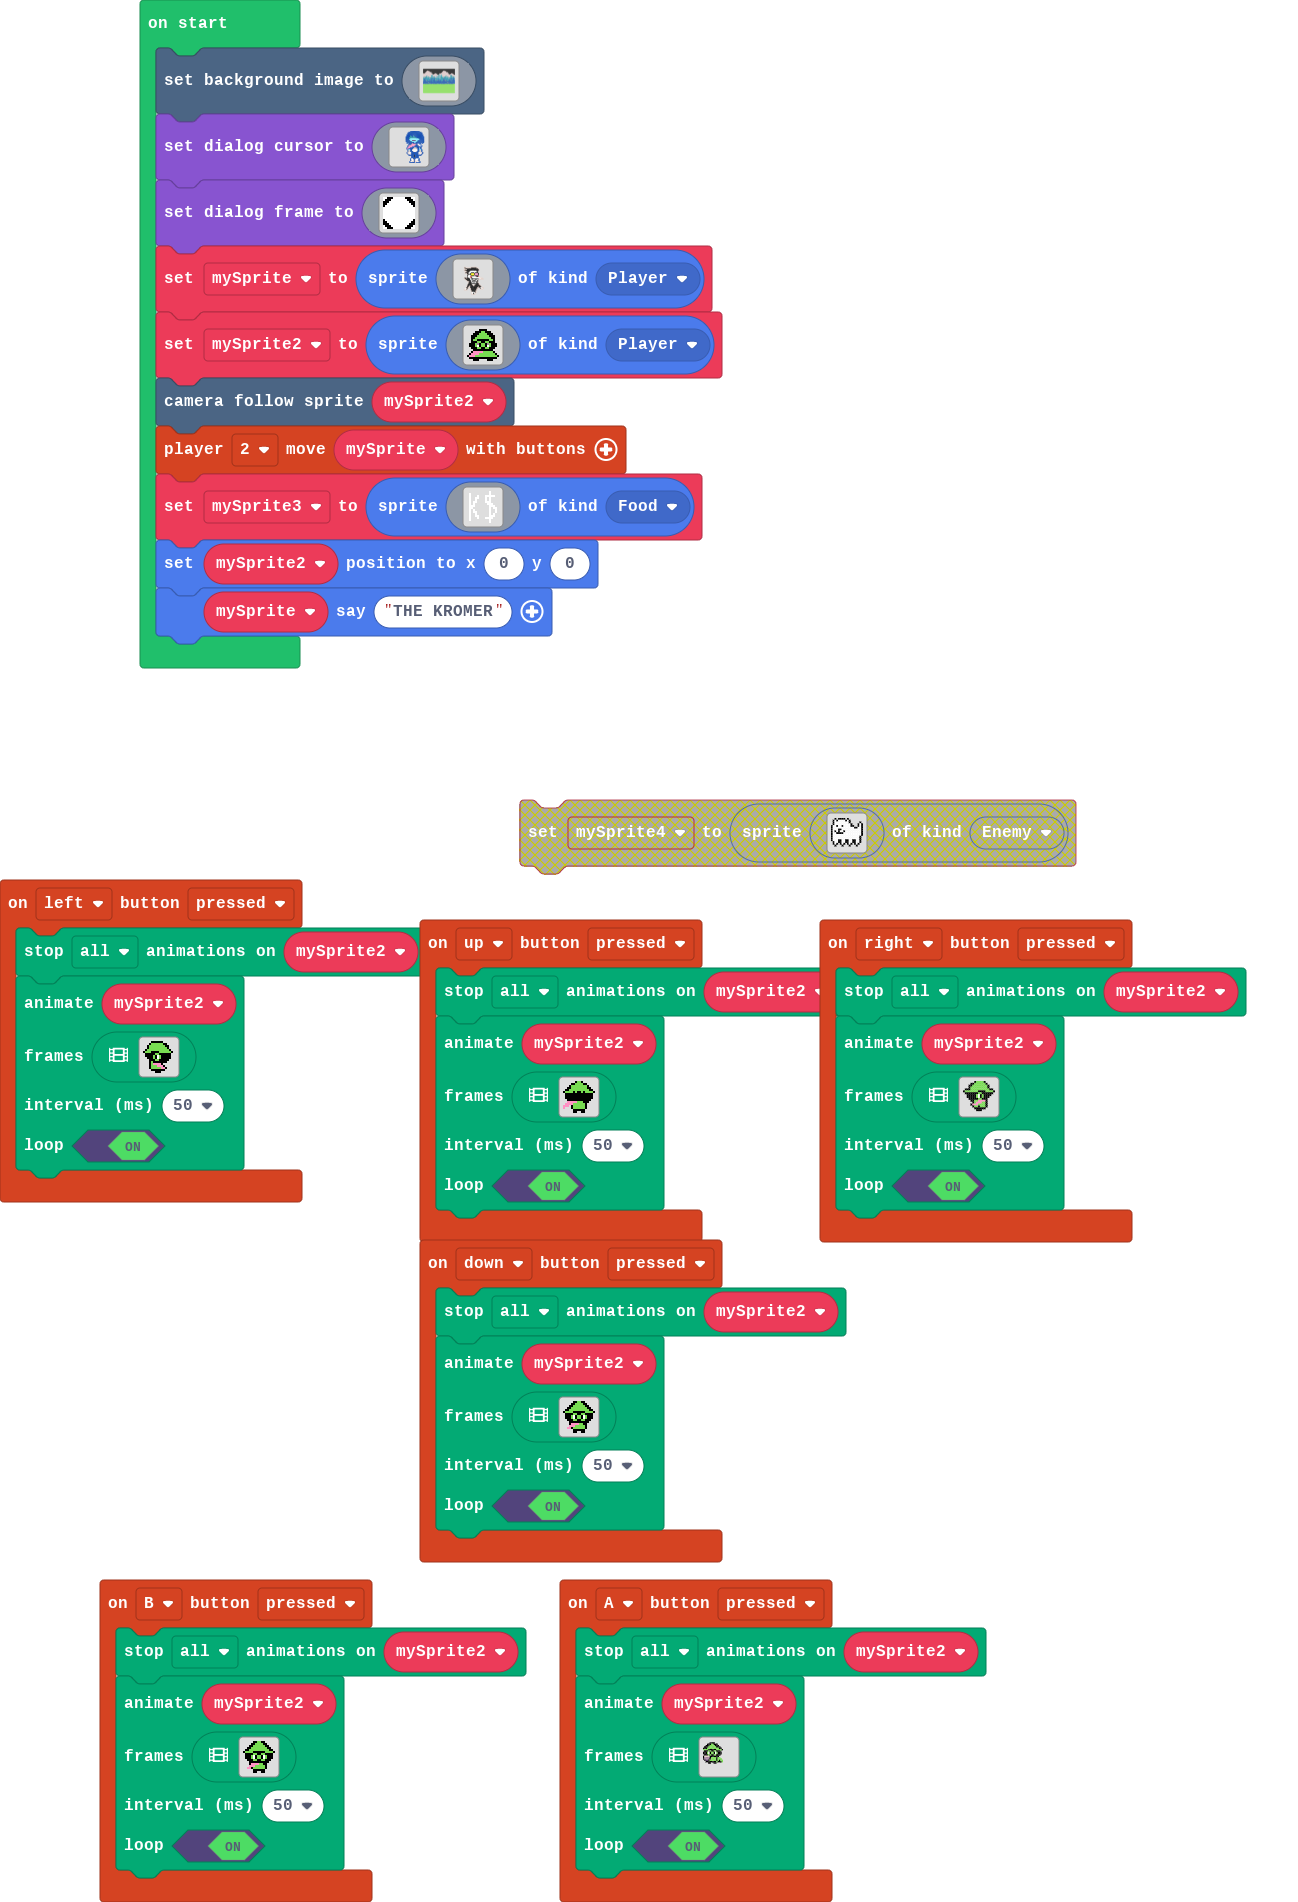 on start
set background image to
set dialog cursor to
set dialog frame to
set mySprite to sprite of kind Player
set mySprite2 to sprite of kind Player
camera follow sprite mySprite2
player 2 move mySprite with buttons
set mySprite3 to sprite K$ of kind Food
set mySprite2 position to x 0 y 0
mySprite say "THE KROMER"
set mySprite4 to sprite of kind Enemy
on left button pressed
stop all animations on mySprite2
animate mySprite2
frames
interval (ms) 50
loop ON
on up button pressed
stop all animations on mySprite2
animate mySprite2
frames
interval (ms) 50
loop ON
on right button pressed
stop all animations on mySprite2
animate mySprite2
frames
interval (ms) 50
loop ON
on down button pressed
stop all animations on mySprite2
animate mySprite2
frames
interval (ms) 50
loop ON
on B button pressed
stop all animations on mySprite2
animate mySprite2
frames
interval (ms) 50
loop ON
on A button pressed
stop all animations on mySprite2
animate mySprite2
frames
interval (ms) 50
loop ON